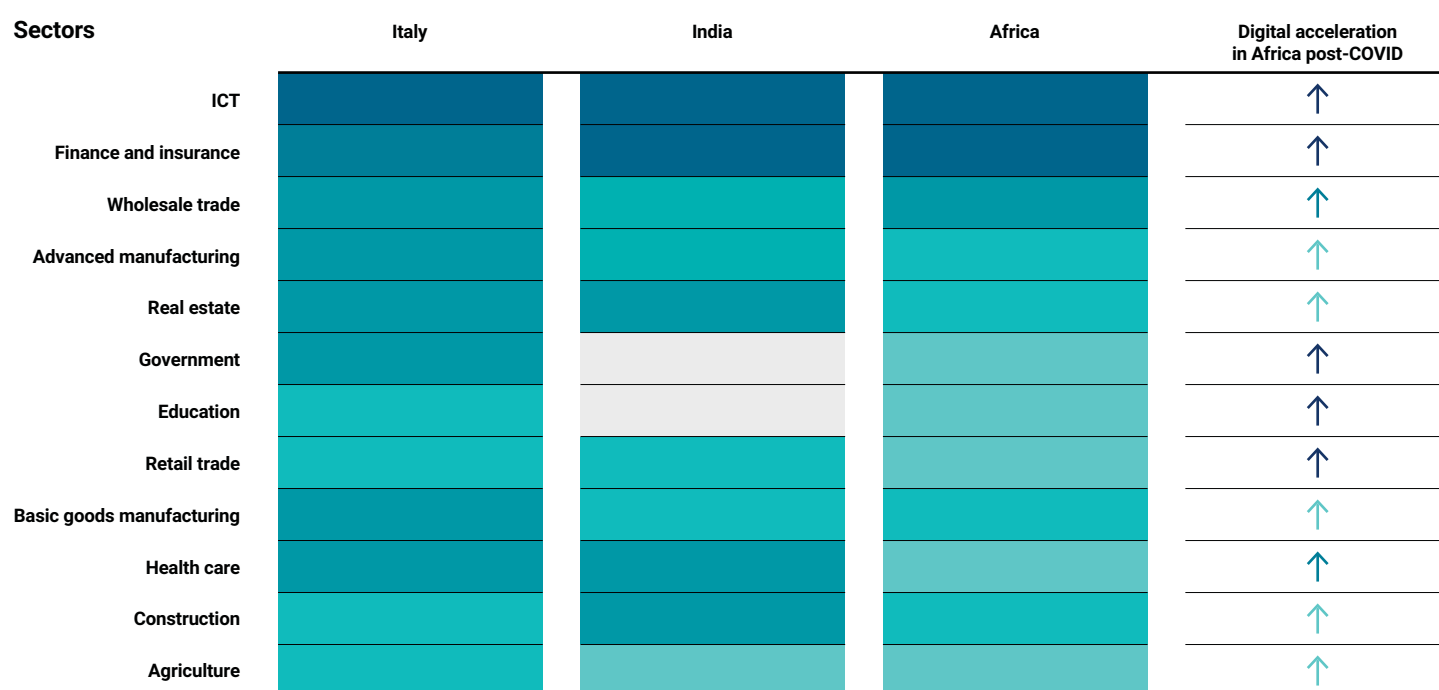 Sectors
Italy
India
Africa
Digital acceleration
in Africa post-COVID
ICT
Finance and insurance
Wholesale trade
Advanced manufacturing
Real estate
Government
Education
Retail trade
Basic goods manufacturing
Health care
Construction
Agriculture